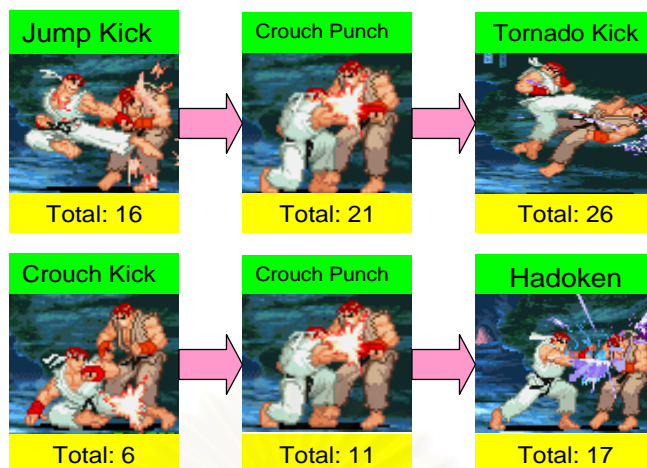 Jump Kick
Crouch Punch
Tornado Kick
Total: 16
Total: 21
Total: 26
Crouch Kick
Crouch Punch
Hadoken
Total: 6
Total: 11
Total: 17